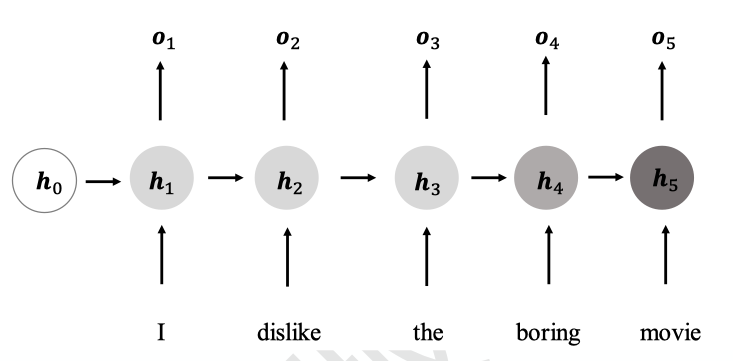 o₁ o₂ o₃ o₄ o₅
h₀ h₁ h₂ h₃ h₄ h₅
I dislike the boring movie